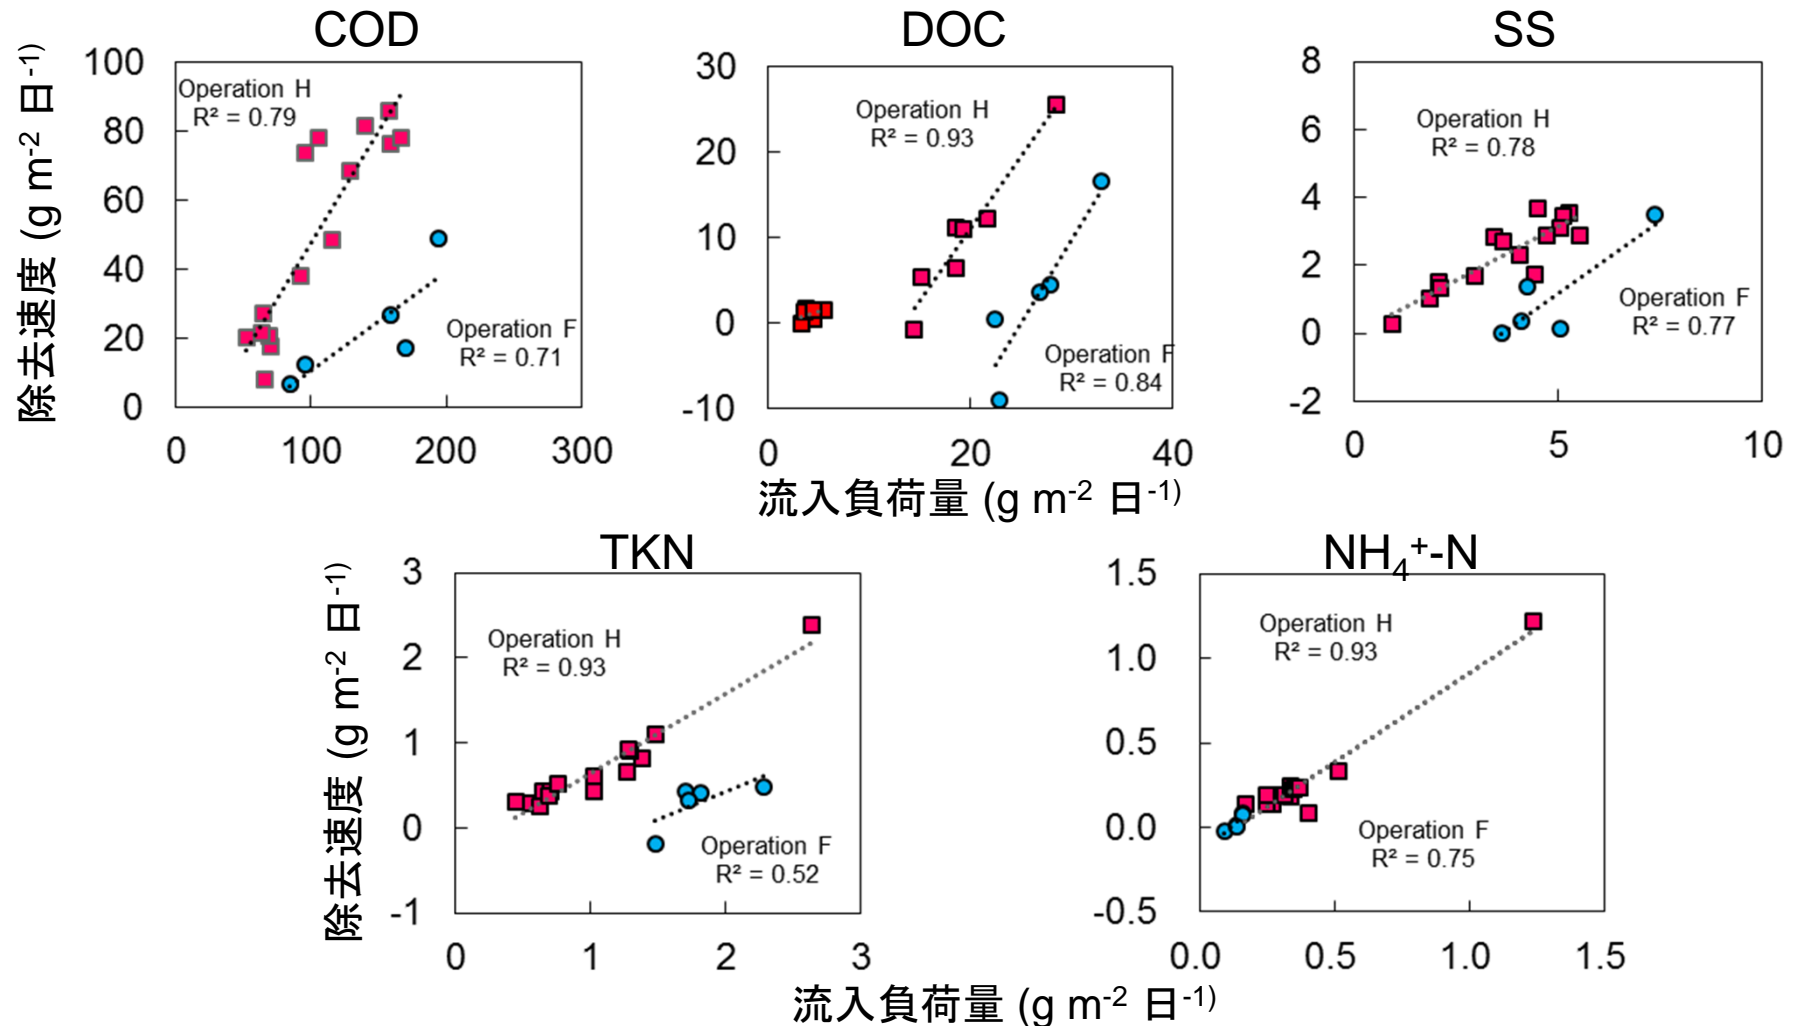 COD
DOC
SS
除去速度 (g m-2 日-1)
100
80
60
40
20
0
0
100
200
300
Operation H
R² = 0.79
Operation F
R² = 0.71
30
20
10
0
-10
0
20
40
Operation H
R² = 0.93
Operation F
R² = 0.84
8
6
4
2
0
-2
0
5
10
Operation H
R² = 0.78
Operation F
R² = 0.77
流入負荷量 (g m-2 日-1)
TKN
NH4+-N
除去速度 (g m-2 日-1)
3
2
1
0
-1
0
1
2
3
Operation H
R² = 0.93
Operation F
R² = 0.52
1.5
1.0
0.5
0.0
-0.5
0.0
0.5
1.0
1.5
Operation H
R² = 0.93
Operation F
R² = 0.75
流入負荷量 (g m-2 日-1)